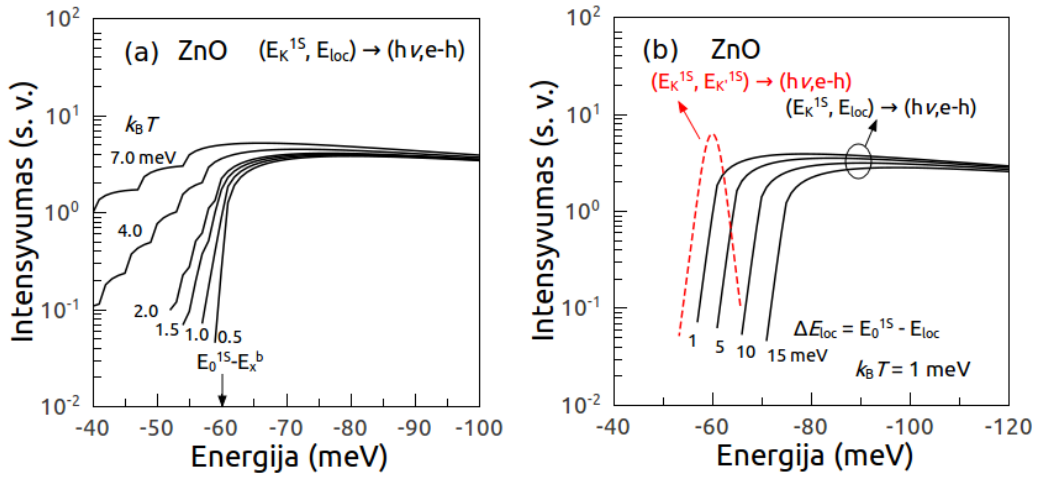 (a) ZnO (E_K^1S, E_loc) → (hν,e-h)
k_BT
7.0 meV
4.0
2.0
1.5
1.0
0.5
E_0^1S-E_x^b
10^2
10^1
10^0
10^-1
10^-2
Intensyvumas (s. v.)
-40 -50 -60 -70 -80 -90 -100
Energija (meV)
(b) ZnO
(E_K^1S, E_K'^1S) → (hν,e-h)
(E_K^1S, E_loc) → (hν,e-h)
1
5
10
15 meV
ΔE_loc = E_0^1S - E_loc
k_BT = 1 meV
10^2
10^1
10^0
10^-1
10^-2
Intensyvumas (s. v.)
-40 -60 -80 -100 -120
Energija (meV)